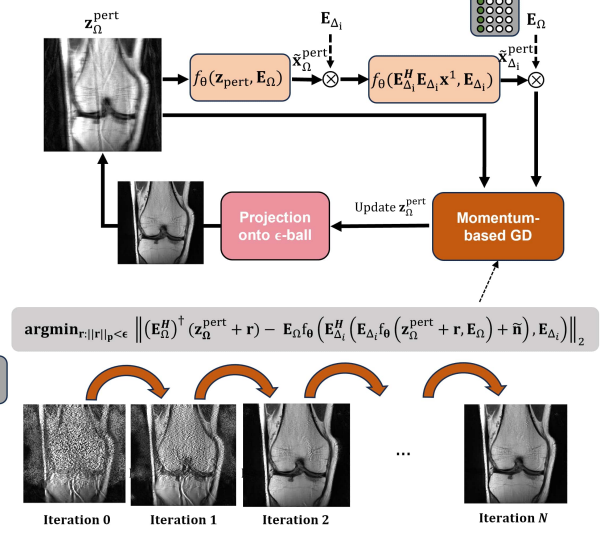 𝐳_Ω^pert
𝐄_Δᵢ
𝐄_Ω
f_θ(𝐳_pert, 𝐄_Ω)
𝐱̃_Ω^pert
⊗
f_θ(𝐄_Δᵢ^H 𝐄_Δᵢ 𝐱¹, 𝐄_Δᵢ)
𝐱̃_Δᵢ^pert
⊗
Projection
onto ϵ-ball
Update 𝐳_Ω^pert
Momentum-
based GD
argmin_𝐫:||𝐫||_𝐩<ϵ ‖(𝐄_Ω^H)^† (𝐳_Ω^pert + 𝐫) − 𝐄_Ω f_θ(𝐄_Δᵢ^H (𝐄_Δᵢ f_θ(𝐳_Ω^pert + 𝐫, 𝐄_Ω) + 𝐧̃), 𝐄_Δᵢ)‖₂
...
Iteration 0
Iteration 1
Iteration 2
Iteration N